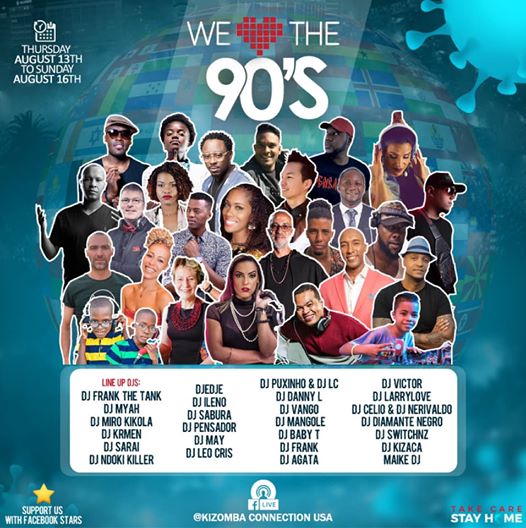 THURSDAY
AUGUST 13TH
TO SUNDAY
AUGUST 16TH
WE THE
90'S
LINE UP DJS:
DJ FRANK THE TANK
DJ MYAH
DJ MIRO KIKOLA
DJ KRMEN
DJ SARAI
DJ NDOKI KILLER
DJEDJE
DJ ILENO
DJ SABURA
DJ PENSADOR
DJ MAY
DJ LEO CRIS
DJ PUXINHO & DJ LC
DJ DANNY L
DJ VANGO
DJ MANGOLE
DJ BABY T
DJ FRANK
DJ AGATA
DJ VICTOR
DJ LARRYLOVE
DJ CELIO & DJ NERIVALDO
DJ DIAMANTE NEGRO
DJ SWITCHNZ
DJ KIZACA
MAIKE DJ
SUPPORT US
WITH FACEBOOK STARS
f LIVE
@KIZOMBA CONNECTION USA
TAKE CARE
STAY HOME